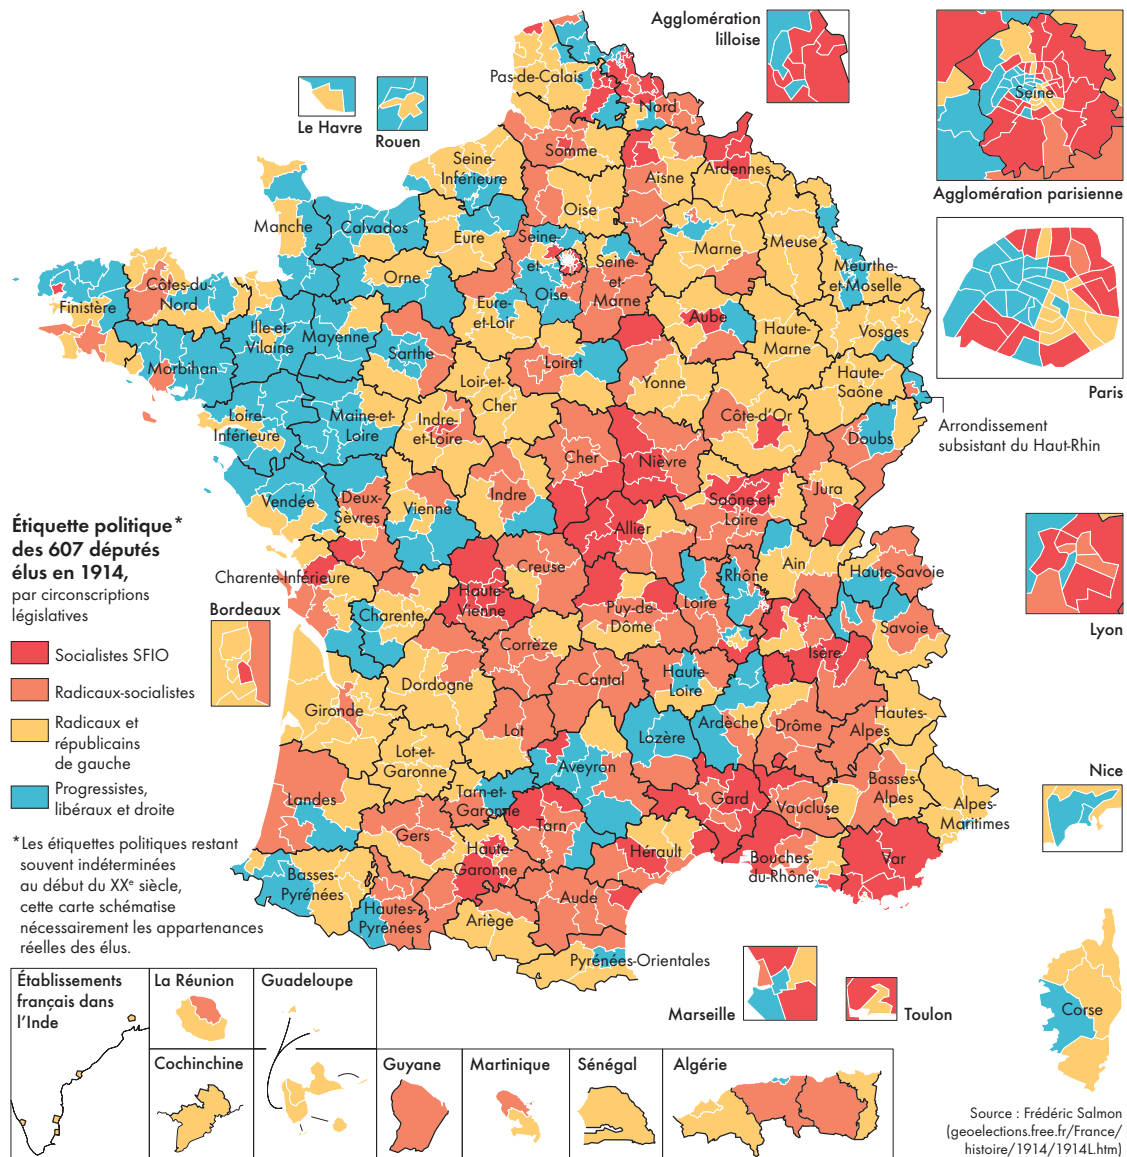 Agglomération
lilloise
Seine
Agglomération parisienne
Le Havre
Rouen
Pas-de-Calais
Nord
Somme
Seine-
Inférieure
Aisne
Ardennes
Oise
Manche
Calvados
Eure
Seine-
et-
Oise
Seine-
et-
Marne
Marne
Meuse
Meurthe-
et-Moselle
Orne
Côtes-du-
Nord
Finistère
Ille-et-
Vilaine
Mayenne
Sarthe
Eure-
et-Loir
Aube
Haute-
Marne
Vosges
Paris
Morbihan
Loiret
Yonne
Haute-
Saône
Loir-et-
Cher
Loire-
Inférieure
Maine-et-
Loire
Indre-
et-Loire
Côte-d'Or
Doubs
Arrondissement
subsistant du Haut-Rhin
Cher
Nièvre
Vendée
Deux-
Sèvres
Vienne
Indre
Saône-et-
Loire
Jura
Allier
Étiquette politique*
des 607 députés
élus en 1914,
par circonscriptions
législatives
Socialistes SFIO
Radicaux-socialistes
Radicaux et
républicains
de gauche
Progressistes,
libéraux et droite
*Les étiquettes politiques restant
souvent indéterminées
au début du XXe siècle,
cette carte schématise
nécessairement les appartenances
réelles des élus.
Charente-Inférieure
Bordeaux
Charente
Haute-
Vienne
Creuse
Puy-de-
Dôme
Loire
Rhône
Ain
Haute-Savoie
Savoie
Lyon
Isère
Corrèze
Dordogne
Cantal
Haute-
Loire
Gironde
Lot
Lozère
Ardèche
Drôme
Hautes-
Alpes
Lot-et-
Garonne
Aveyron
Nice
Landes
Tarn-et-
Garonne
Tarn
Gard
Vaucluse
Basses-
Alpes
Alpes-
Maritimes
Gers
Haute-
Garonne
Hérault
Bouches-
du-Rhône
Var
Basses-
Pyrénées
Hautes-
Pyrénées
Ariège
Aude
Pyrénées-Orientales
Marseille
Toulon
Corse
Établissements
français dans
l'Inde
La Réunion
Guadeloupe
Cochinchine
Guyane
Martinique
Sénégal
Algérie
Source : Frédéric Salmon
(geoelections.free.fr/France/
histoire/1914/1914L.htm)